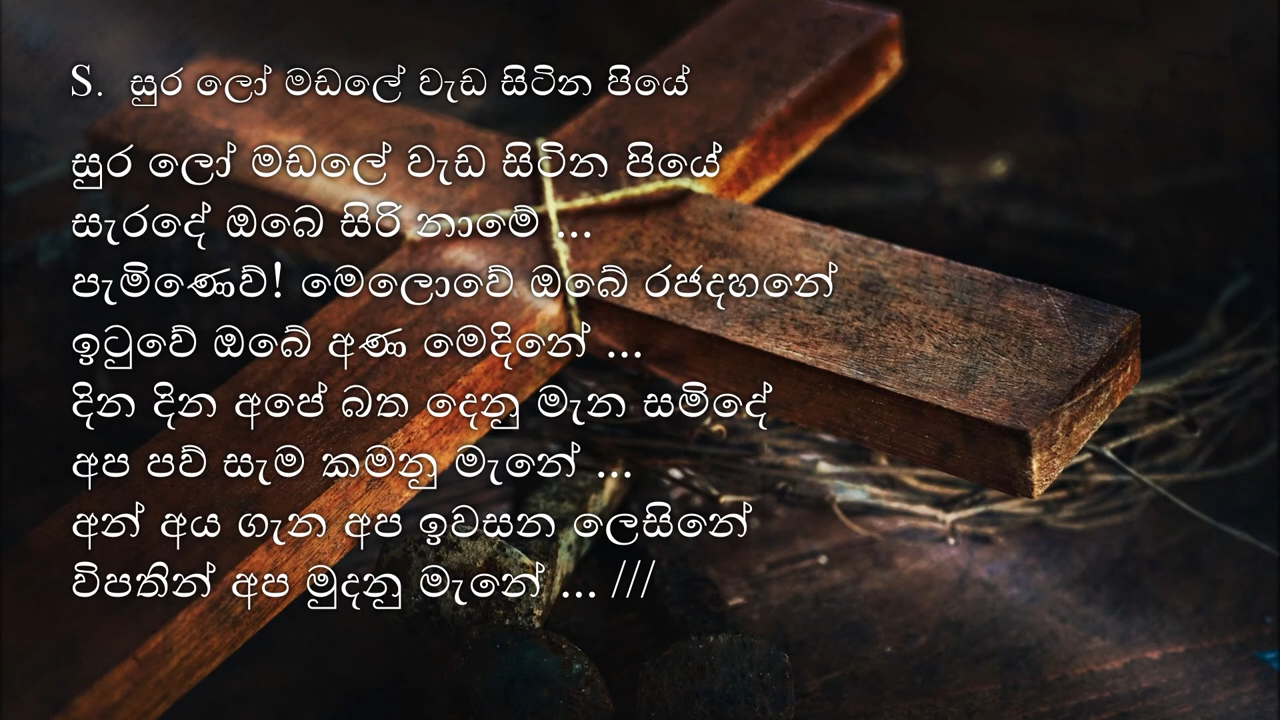 S. සුර ලෝ මඩලේ වැඩ සිටින පියේ
සුර ලෝ මඩලේ වැඩ සිටින පියේ
සැරදේ ඔබෙ සිරි නාමේ ...
පැමිණෙව්! මෙලොවේ ඔබේ රජදහනේ
ඉටුවේ ඔබේ අණ මෙදිනේ ...
දින දින අපේ බත දෙනු මැන සමිඳේ
අප පව් සැම කමනු මැනේ ...
අන් අය ගැන අප ඉවසන ලෙසිනේ
විපතින් අප මුදනු මැනේ ... ///